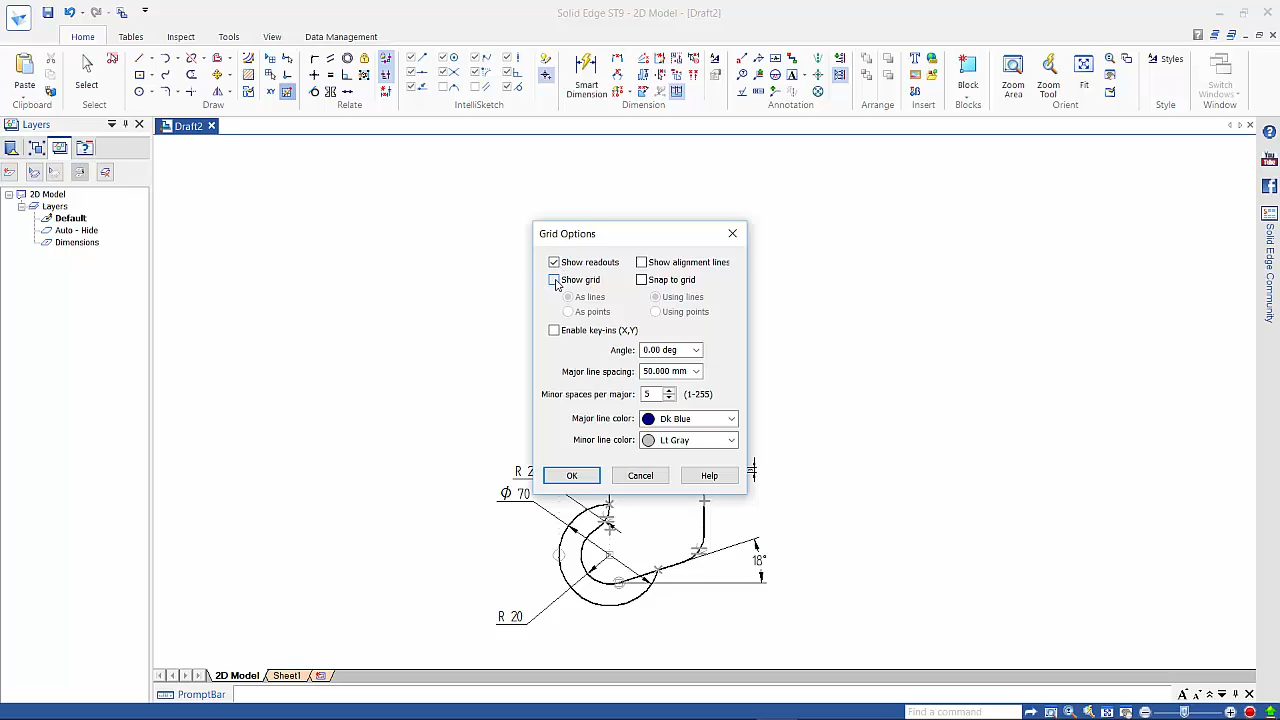 Solid Edge ST9 - 2D Model - [Draft2]
Home Tables Inspect Tools View Data Management
Paste Select Smart Dimension Block Zoom Area Zoom Tool Fit Styles Switch Windows
Clipboard Select Draw Relate IntelliSketch Dimension Annotation Arrange Insert Blocks Orient Style Window
Layers
Draft2
2D Model
Layers
Default
Auto - Hide
Dimensions
Grid Options
Show readouts Show alignment lines
Show grid Snap to grid
As lines Using lines
As points Using points
Enable key-ins (X,Y)
Angle: 0.00 deg
Major line spacing: 50.000 mm
Minor spaces per major: 5 (1-255)
Major line color: Dk Blue
Minor line color: Lt Gray
OK Cancel Help
Φ 70
18°
R 20
You Tube
Solid Edge Community
2D Model Sheet1
PromptBar
Find a command